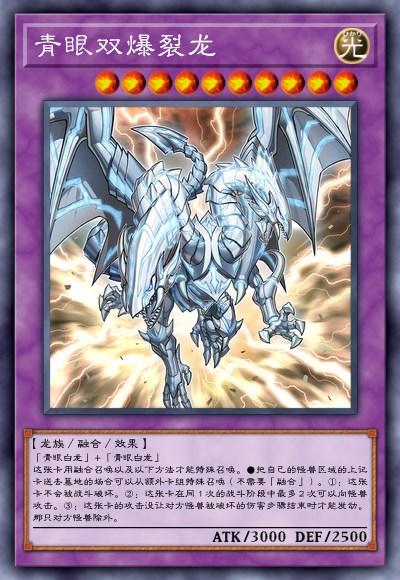 青眼双爆裂龙
光
【龙族／融合／效果】
「青眼白龙」+「青眼白龙」
这张卡用融合召唤以及以下方法才能特殊召唤。●把自己的怪兽区域的上记
卡送去墓地的场合可以从额外卡组特殊召唤（不需要「融合」）。①：这张
卡不会被战斗破坏。②：这张卡在同1次的战斗阶段中最多2次可以向怪兽
攻击。③：这张卡的攻击没让对方怪兽被破坏的伤害步骤结束时才能发动。
那只对方怪兽除外。
ATK/3000 DEF/2500